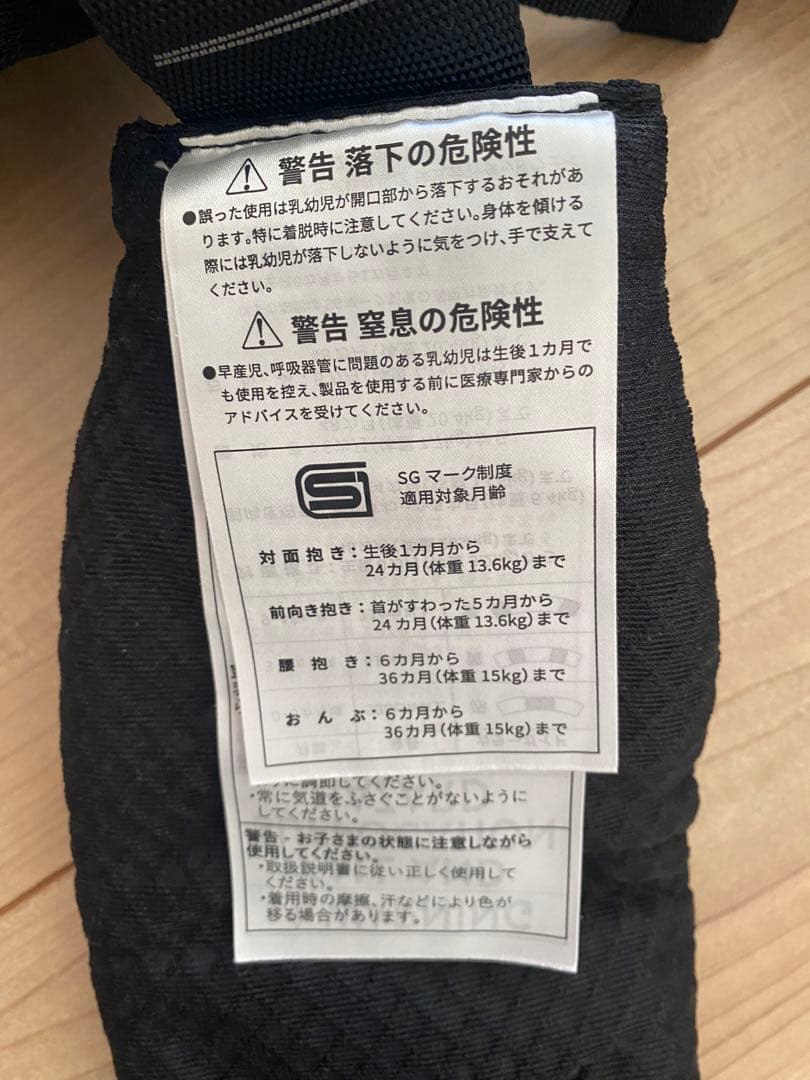 警告 落下の危険性
●誤った使用は乳幼児が開口部から落下するおそれがあ
ります。特に着脱時に注意してください。身体を傾ける
際には乳幼児が落下しないように気をつけ、手で支えて
ください。
警告 窒息の危険性
●早産児、呼吸器管に問題のある乳幼児は生後1カ月で
も使用を控え、製品を使用する前に医療専門家からの
アドバイスを受けてください。
SG マーク制度
適用対象月齢
対面抱き：生後1カ月から
24カ月(体重13.6kg)まで
前向き抱き：首がすわった5カ月から
24カ月(体重13.6kg)まで
腰抱き：6カ月から
36カ月(体重15kg)まで
おんぶ：6カ月から
36カ月(体重15kg)まで
に調節してください。
・常に気道をふさぐことがないように
してください。
警告 - お子さまの状態に注意しながら
使用してください。
・取扱説明書に従い正しく使用して
ください。
・着用時の摩擦、汗などにより色が
移る場合があります。